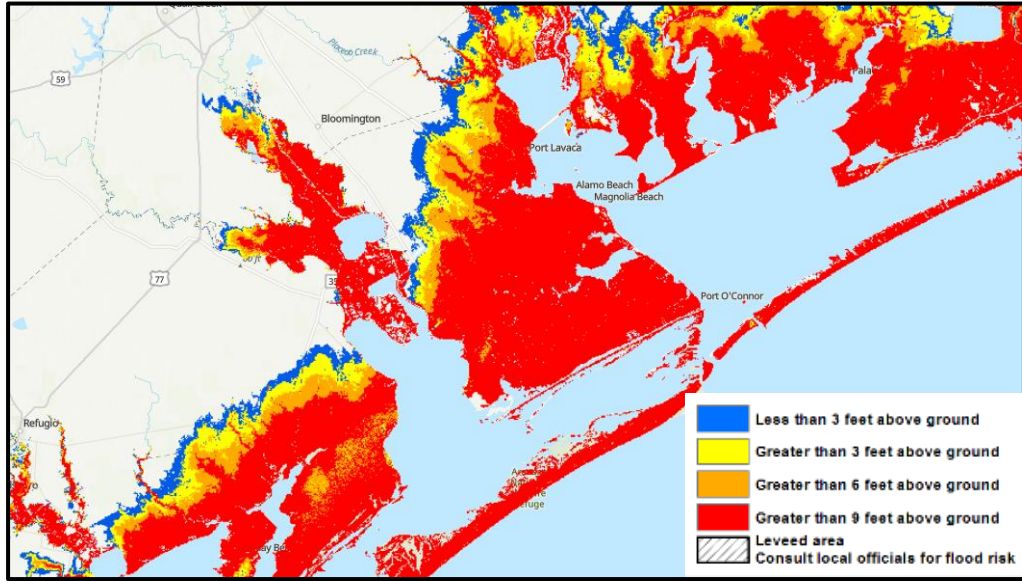 59
Placedo Creek
Bloomington
Port Lavaca
Alamo Beach
Magnolia Beach
77
35
Port O'Connor
Refugio
Less than 3 feet above ground
Greater than 3 feet above ground
Greater than 6 feet above ground
Greater than 9 feet above ground
Leveed area
Consult local officials for flood risk